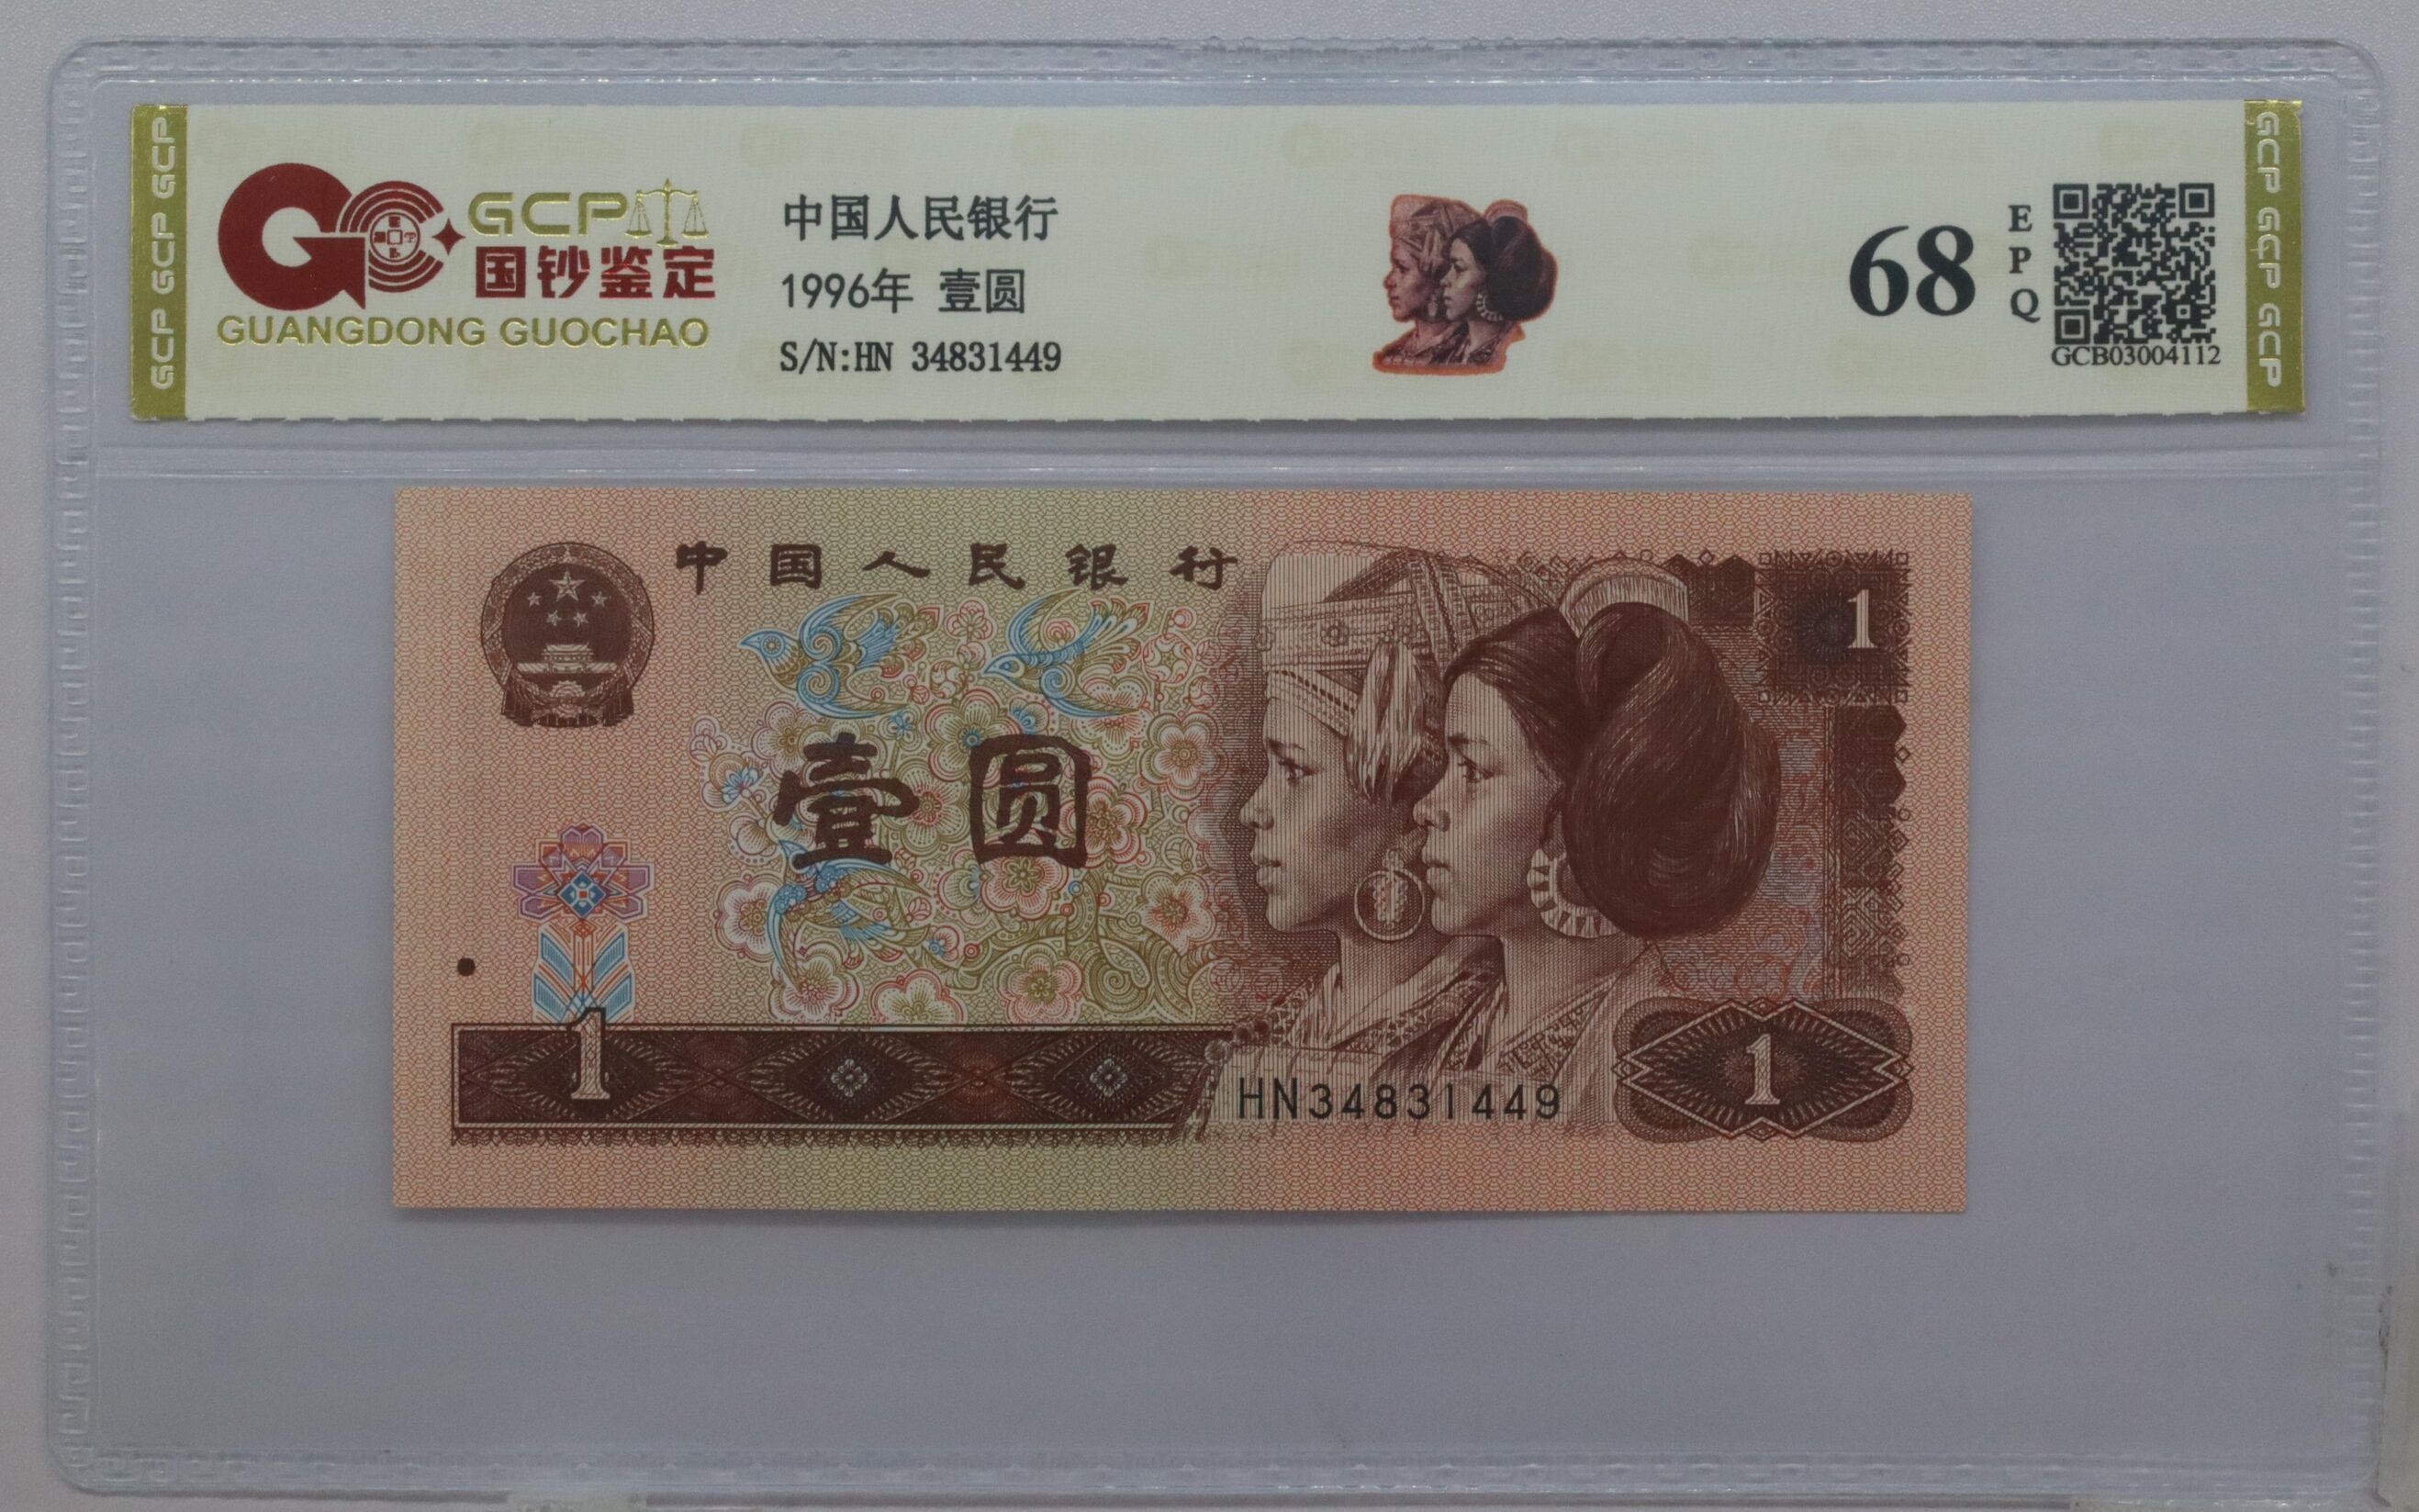 GCP GCP GCP
GCP
国钞鉴定
GUANGDONG GUOCHAO
中国人民银行
1996年 壹圆
S/N:HN 34831449
68
E
P
Q
GCB03004112
GCP GCP GCP
中国人民银行
1
壹圆
1
HN34831449
1